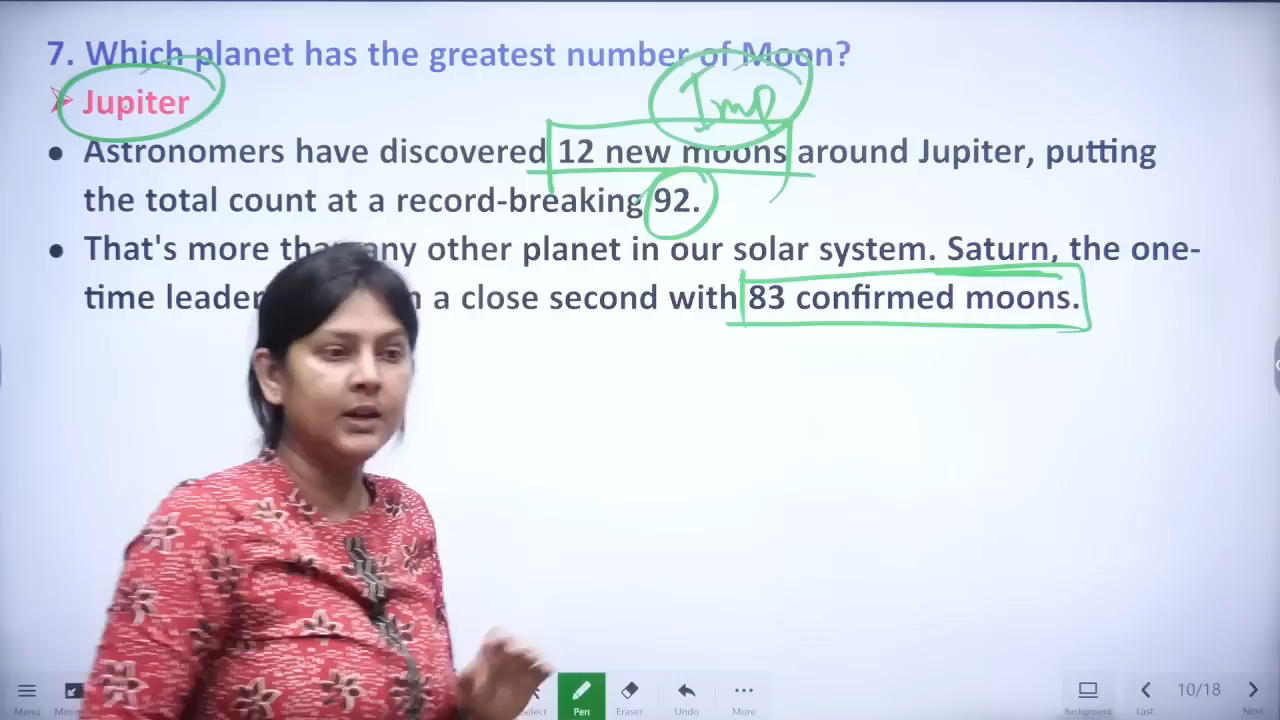 7. Which planet has the greatest number of Moon?
Jupiter
Imp
• Astronomers have discovered 12 new moons around Jupiter, putting
the total count at a record-breaking 92.
• That's more any other planet in our solar system. Saturn, the one-
time leader a close second with 83 confirmed moons.
Menu Select Pen Eraser Undo More Background Last 10/18 Next